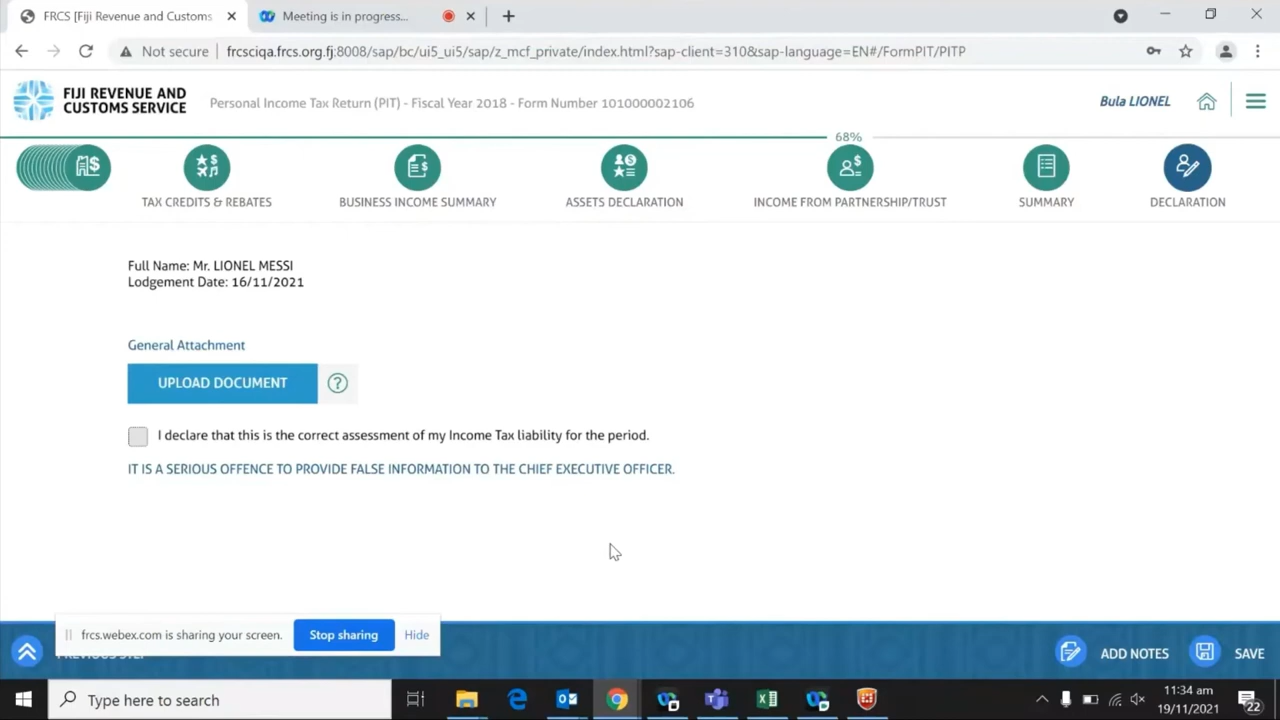 FRCS [Fiji Revenue and Customs
Meeting is in progress...
Not secure
frcsciqa.frcs.org.fj:8008/sap/bc/ui5_ui5/sap/z_mcf_private/index.html?sap-client=310&sap-language=EN#/FormPIT/PITP
FIJI REVENUE AND
CUSTOMS SERVICE
Personal Income Tax Return (PIT) - Fiscal Year 2018 - Form Number 101000002106
Bula LIONEL
68%
TAX CREDITS & REBATES
BUSINESS INCOME SUMMARY
ASSETS DECLARATION
INCOME FROM PARTNERSHIP/TRUST
SUMMARY
DECLARATION
Full Name: Mr. LIONEL MESSI
Lodgement Date: 16/11/2021
General Attachment
UPLOAD DOCUMENT
?
I declare that this is the correct assessment of my Income Tax liability for the period.
IT IS A SERIOUS OFFENCE TO PROVIDE FALSE INFORMATION TO THE CHIEF EXECUTIVE OFFICER.
frcs.webex.com is sharing your screen.
Stop sharing
Hide
ADD NOTES
SAVE
Type here to search
11:34 am
19/11/2021
22